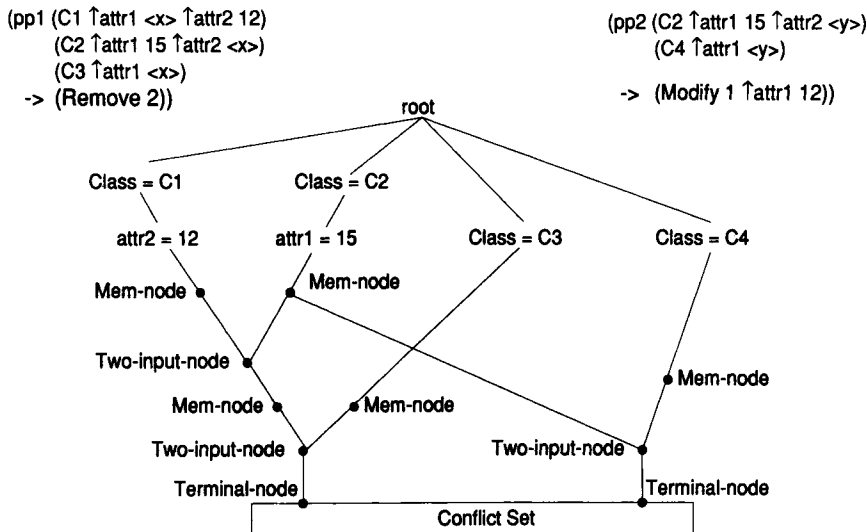 (pp1 (C1 ↑attr1 <x> ↑attr2 12)
(C2 ↑attr1 15 ↑attr2 <x>)
(C3 ↑attr1 <x>)
-> (Remove 2))
(pp2 (C2 ↑attr1 15 ↑attr2 <y>)
(C4 ↑attr1 <y>)
-> (Modify 1 ↑attr1 12))
root
Class = C1
Class = C2
attr2 = 12
attr1 = 15
Class = C3
Class = C4
Mem-node
Mem-node
Two-input-node
Mem-node
Mem-node
Mem-node
Two-input-node
Two-input-node
Terminal-node
Terminal-node
Conflict Set